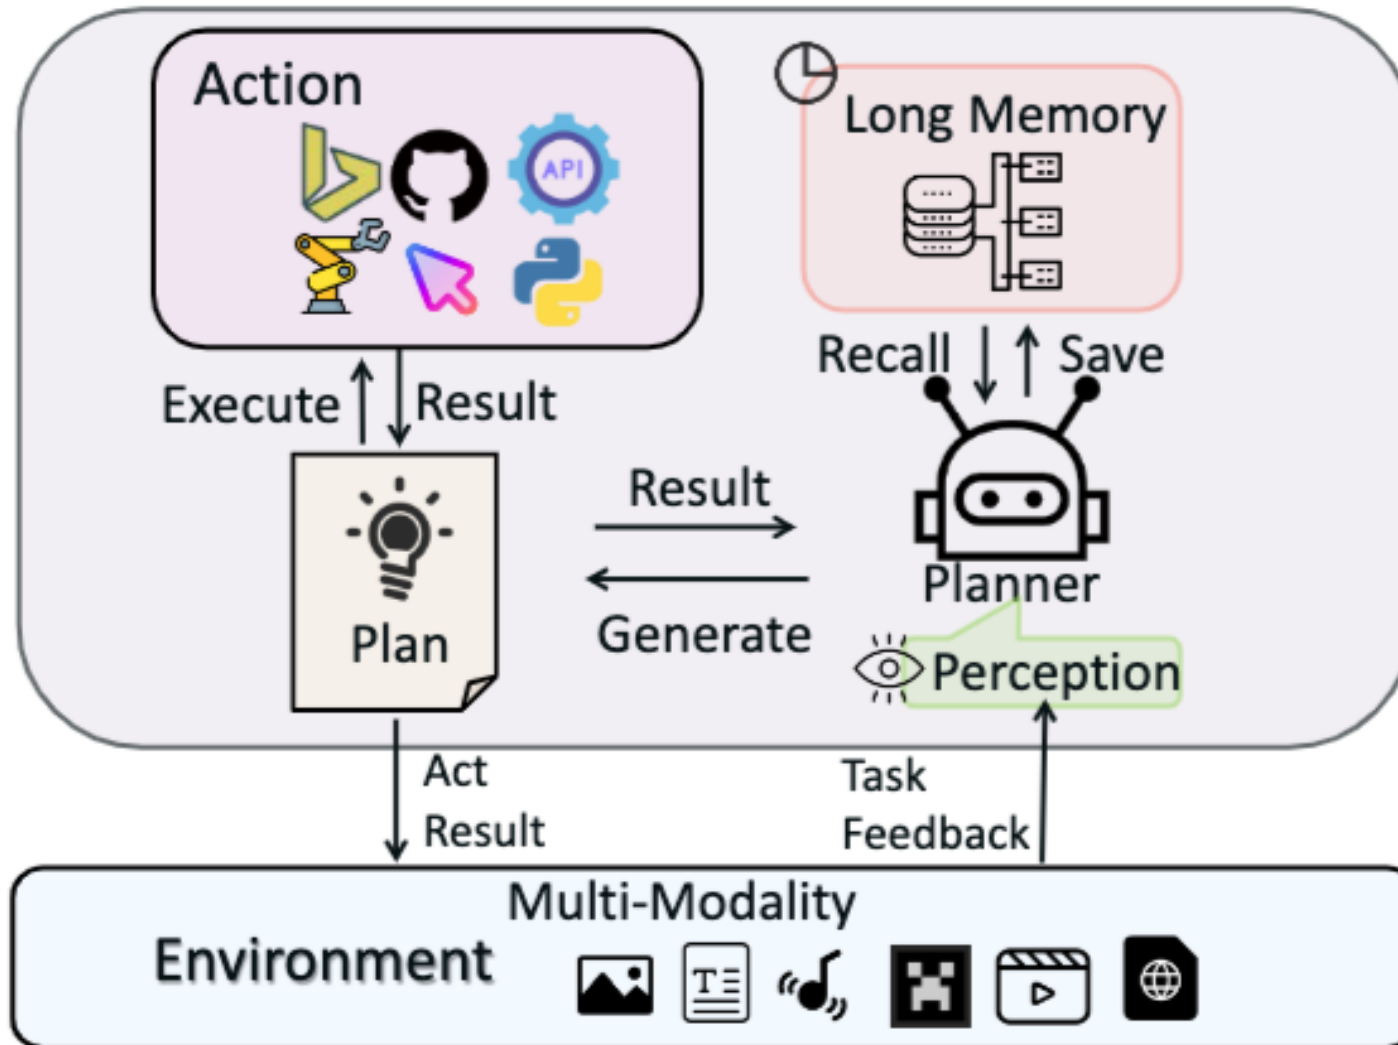 Action
API
Long Memory
Recall
Save
Execute
Result
Result
Generate
Plan
Planner
Perception
Act
Result
Task
Feedback
Multi-Modality
Environment
T